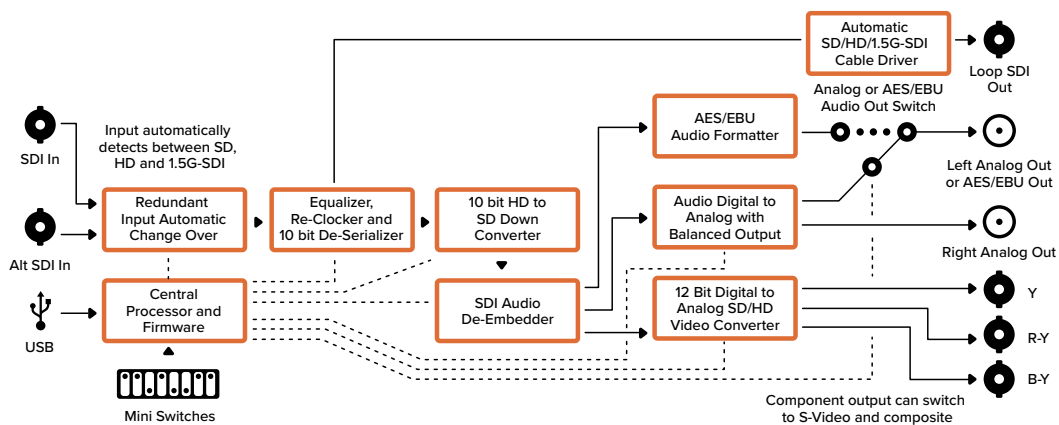 Automatic
SD/HD/1.5G-SDI
Cable Driver
Loop SDI
Out
Analog or AES/EBU
Audio Out Switch
SDI In
Input automatically
detects between SD,
HD and 1.5G-SDI
AES/EBU
Audio Formatter
Left Analog Out
or AES/EBU Out
Redundant
Input Automatic
Change Over
Equalizer,
Re-Clocker and
10 bit De-Serializer
10 bit HD to
SD Down
Converter
Audio Digital to
Analog with
Balanced Output
Alt SDI In
Right Analog Out
Central
Processor and
Firmware
SDI Audio
De-Embedder
12 Bit Digital to
Analog SD/HD
Video Converter
Y
USB
R-Y
B-Y
Mini Switches
Component output can switch
to S-Video and composite